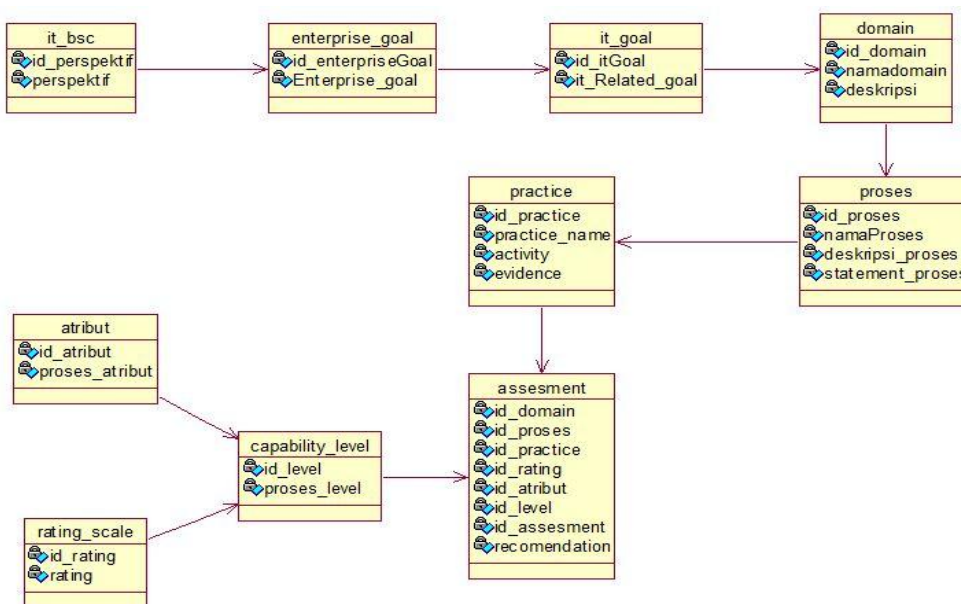 it_bsc
id_perspektif
perspektif
enterprise_goal
id_enterpriseGoal
Enterprise_goal
it_goal
id_itGoal
it_Related_goal
domain
id_domain
namadomain
deskripsi
practice
id_practice
practice_name
activity
evidence
proses
id_proses
namaProses
deskripsi_proses
statement_proses
atribut
id_atribut
proses_atribut
capability_level
id_level
proses_level
assesment
id_domain
id_proses
id_practice
id_rating
id_atribut
id_level
id_assesment
recomendation
rating_scale
id_rating
rating